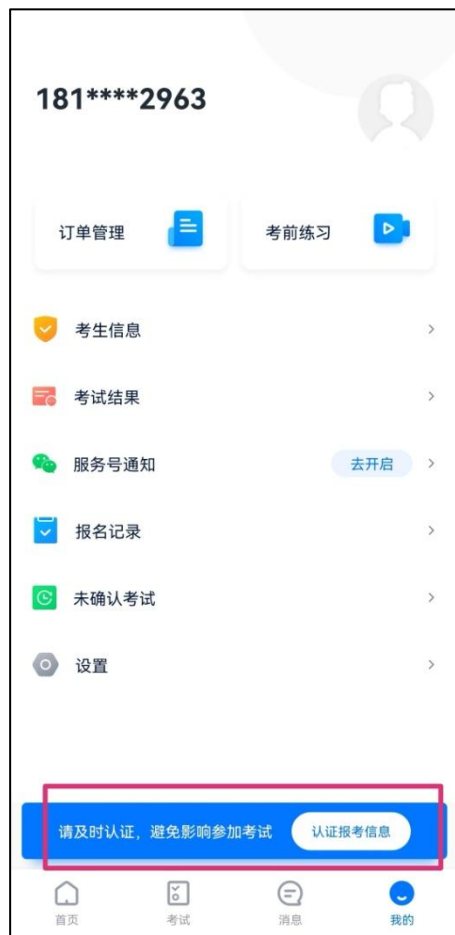 181****2963
订单管理
考前练习
考生信息
考试结果
服务号通知 去开启
报名记录
未确认考试
设置
请及时认证，避免影响参加考试 认证报考信息
首页 考试 消息 我的